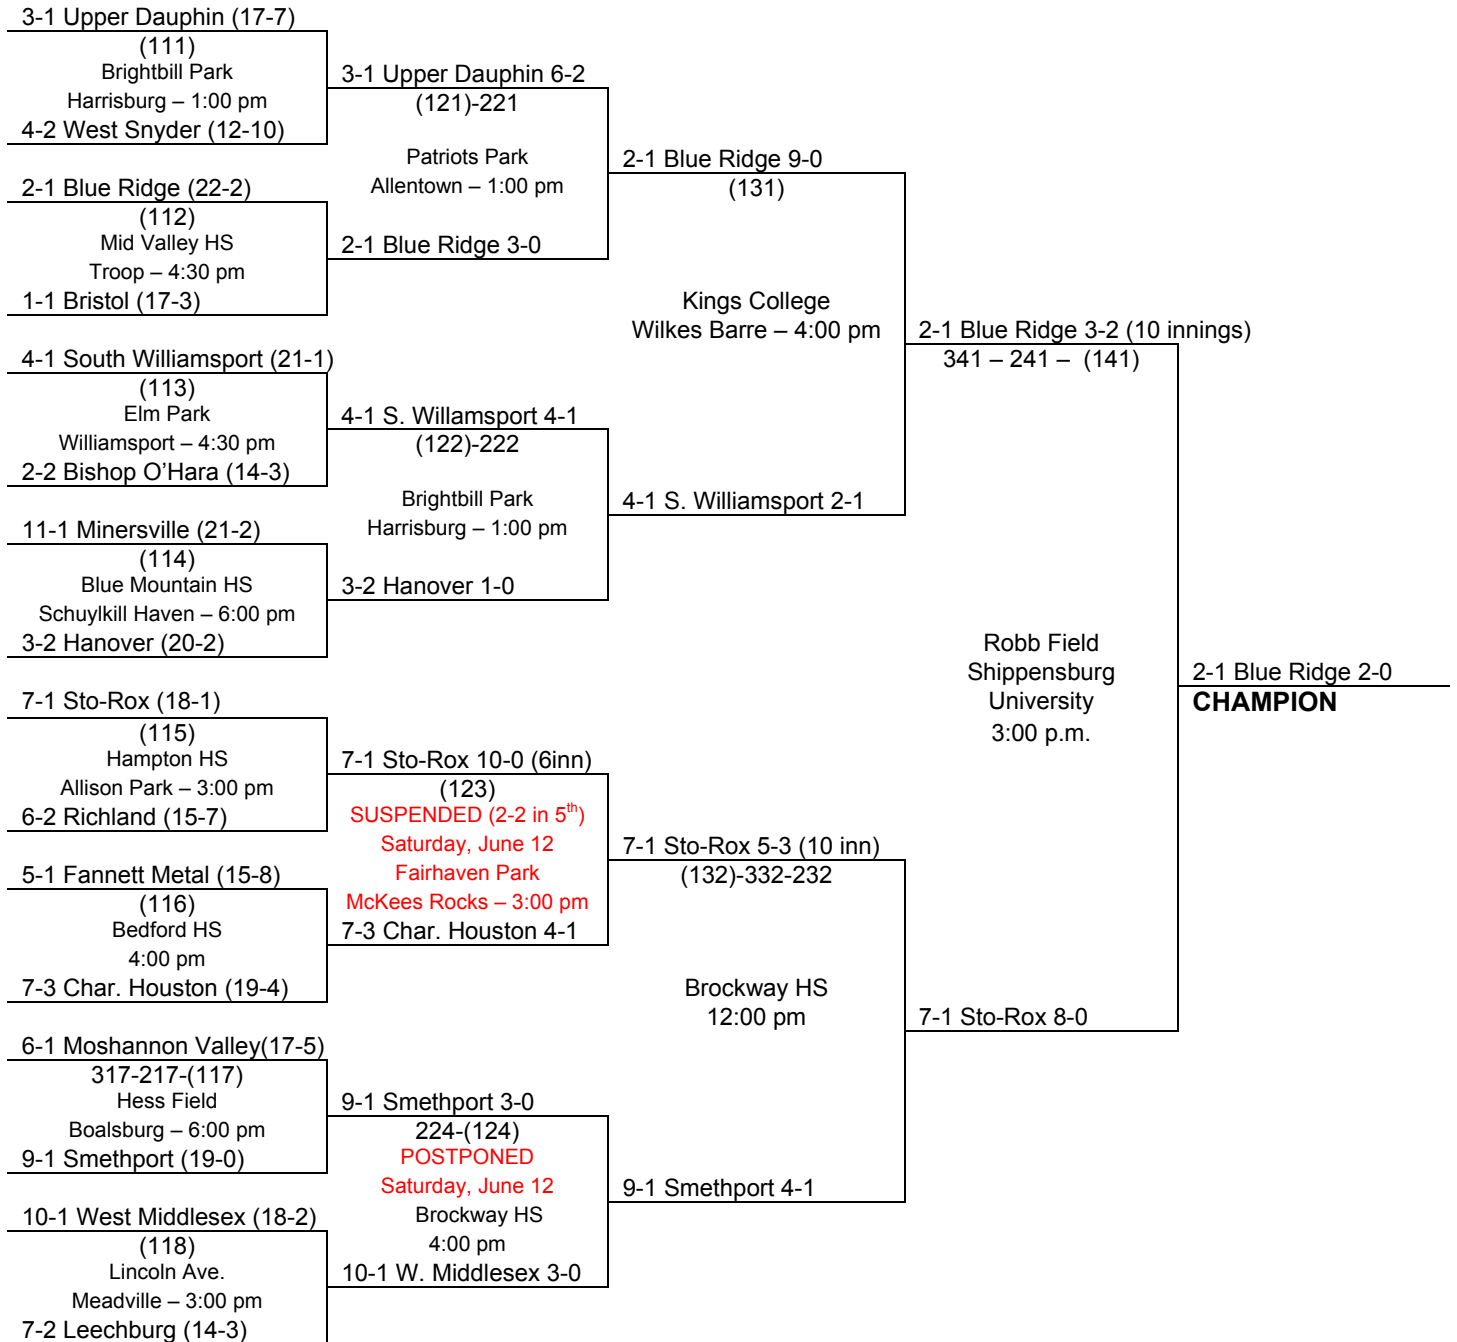 3-1 Upper Dauphin (17-7)
(111)
Brightbill Park
Harrisburg – 1:00 pm
4-2 West Snyder (12-10)
2-1 Blue Ridge (22-2)
(112)
Mid Valley HS
Troop – 4:30 pm
1-1 Bristol (17-3)
4-1 South Williamsport (21-1)
(113)
Elm Park
Williamsport – 4:30 pm
2-2 Bishop O’Hara (14-3)
11-1 Minersville (21-2)
(114)
Blue Mountain HS
Schuylkill Haven – 6:00 pm
3-2 Hanover (20-2)
7-1 Sto-Rox (18-1)
(115)
Hampton HS
Allison Park – 3:00 pm
6-2 Richland (15-7)
5-1 Fannett Metal (15-8)
(116)
Bedford HS
4:00 pm
7-3 Char. Houston (19-4)
6-1 Moshannon Valley(17-5)
317-217-(117)
Hess Field
Boalsburg – 6:00 pm
9-1 Smethport (19-0)
10-1 West Middlesex (18-2)
(118)
Lincoln Ave.
Meadville – 3:00 pm
7-2 Leechburg (14-3)
3-1 Upper Dauphin 6-2
(121)-221
Patriots Park
Allentown – 1:00 pm
2-1 Blue Ridge 3-0
4-1 S. Willamsport 4-1
(122)-222
Brightbill Park
Harrisburg – 1:00 pm
3-2 Hanover 1-0
7-1 Sto-Rox 10-0 (6inn)
(123)
SUSPENDED (2-2 in 5th)
Saturday, June 12
Fairhaven Park
McKees Rocks – 3:00 pm
7-3 Char. Houston 4-1
9-1 Smethport 3-0
224-(124)
POSTPONED
Saturday, June 12
Brockway HS
4:00 pm
10-1 W. Middlesex 3-0
2-1 Blue Ridge 9-0
(131)
Kings College
Wilkes Barre – 4:00 pm
4-1 S. Williamsport 2-1
7-1 Sto-Rox 5-3 (10 inn)
(132)-332-232
Brockway HS
12:00 pm
9-1 Smethport 4-1
2-1 Blue Ridge 3-2 (10 innings)
341 – 241 – (141)
Robb Field
Shippensburg
University
3:00 p.m.
7-1 Sto-Rox 8-0
2-1 Blue Ridge 2-0
CHAMPION